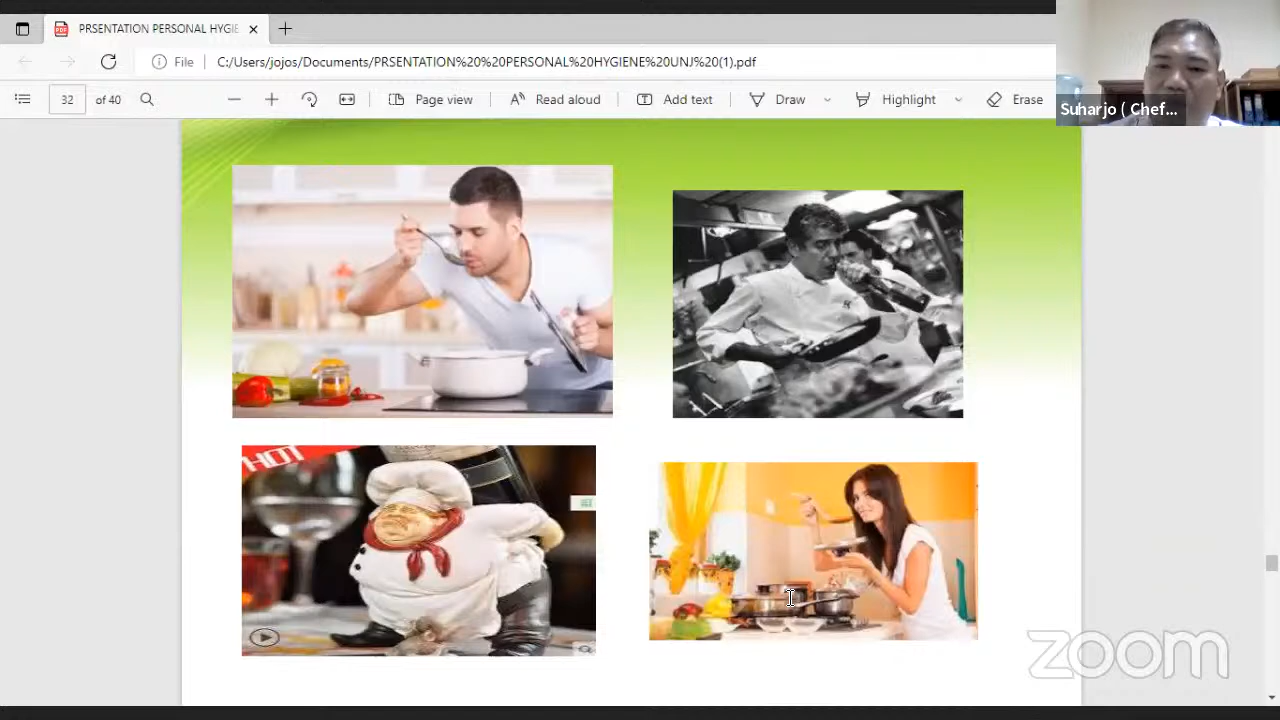 PRSENTATION PERSONAL HYGIE
File
C:/Users/jojos/Documents/PRSENTATION%20%20PERSONAL%20HYGIENE%20UNJ%20(1).pdf
32 of 40
Page view
Read aloud
Add text
Draw
Highlight
Erase
Suharjo ( Chef...
HOT
zoom